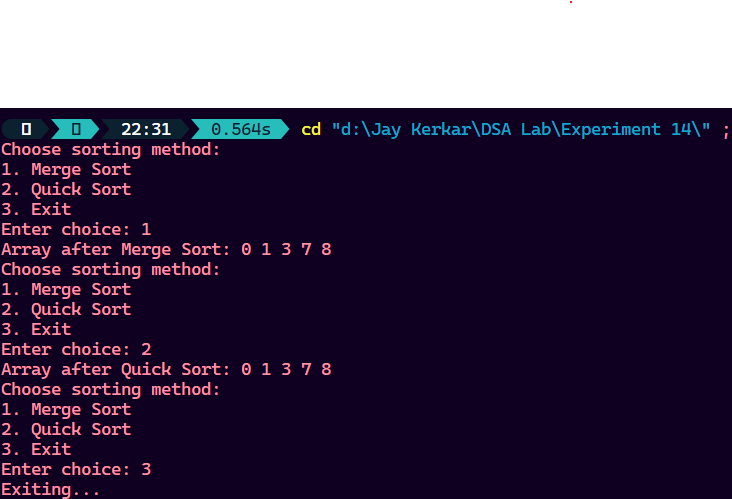 22:31 0.564s cd "d:\Jay Kerkar\DSA Lab\Experiment 14\" ;
Choose sorting method:
1. Merge Sort
2. Quick Sort
3. Exit
Enter choice: 1
Array after Merge Sort: 0 1 3 7 8
Choose sorting method:
1. Merge Sort
2. Quick Sort
3. Exit
Enter choice: 2
Array after Quick Sort: 0 1 3 7 8
Choose sorting method:
1. Merge Sort
2. Quick Sort
3. Exit
Enter choice: 3
Exiting...